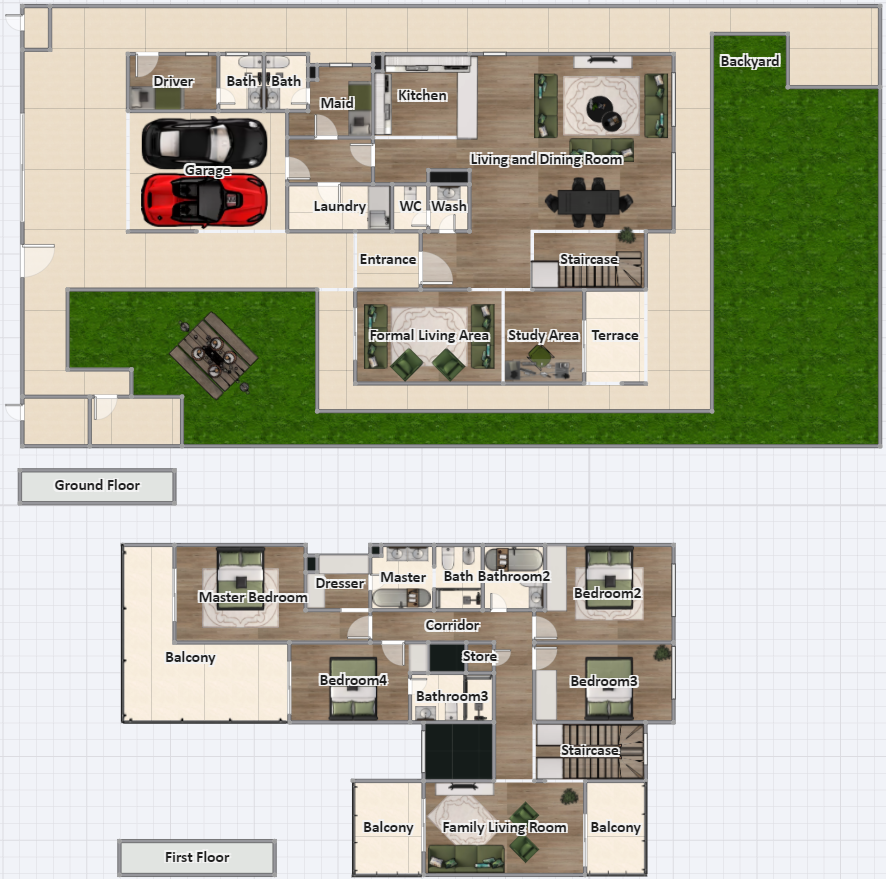 Backyard
Driver
Bath
Bath
Maid
Kitchen
Living and Dining Room
Garage
Laundry
WC
Wash
Entrance
Staircase
Formal Living Area
Study Area
Terrace
Ground Floor
Master Bedroom
Dresser
Master
Bath
Bathroom2
Bedroom2
Corridor
Balcony
Store
Bedroom4
Bathroom3
Bedroom3
Staircase
Balcony
Family Living Room
Balcony
First Floor